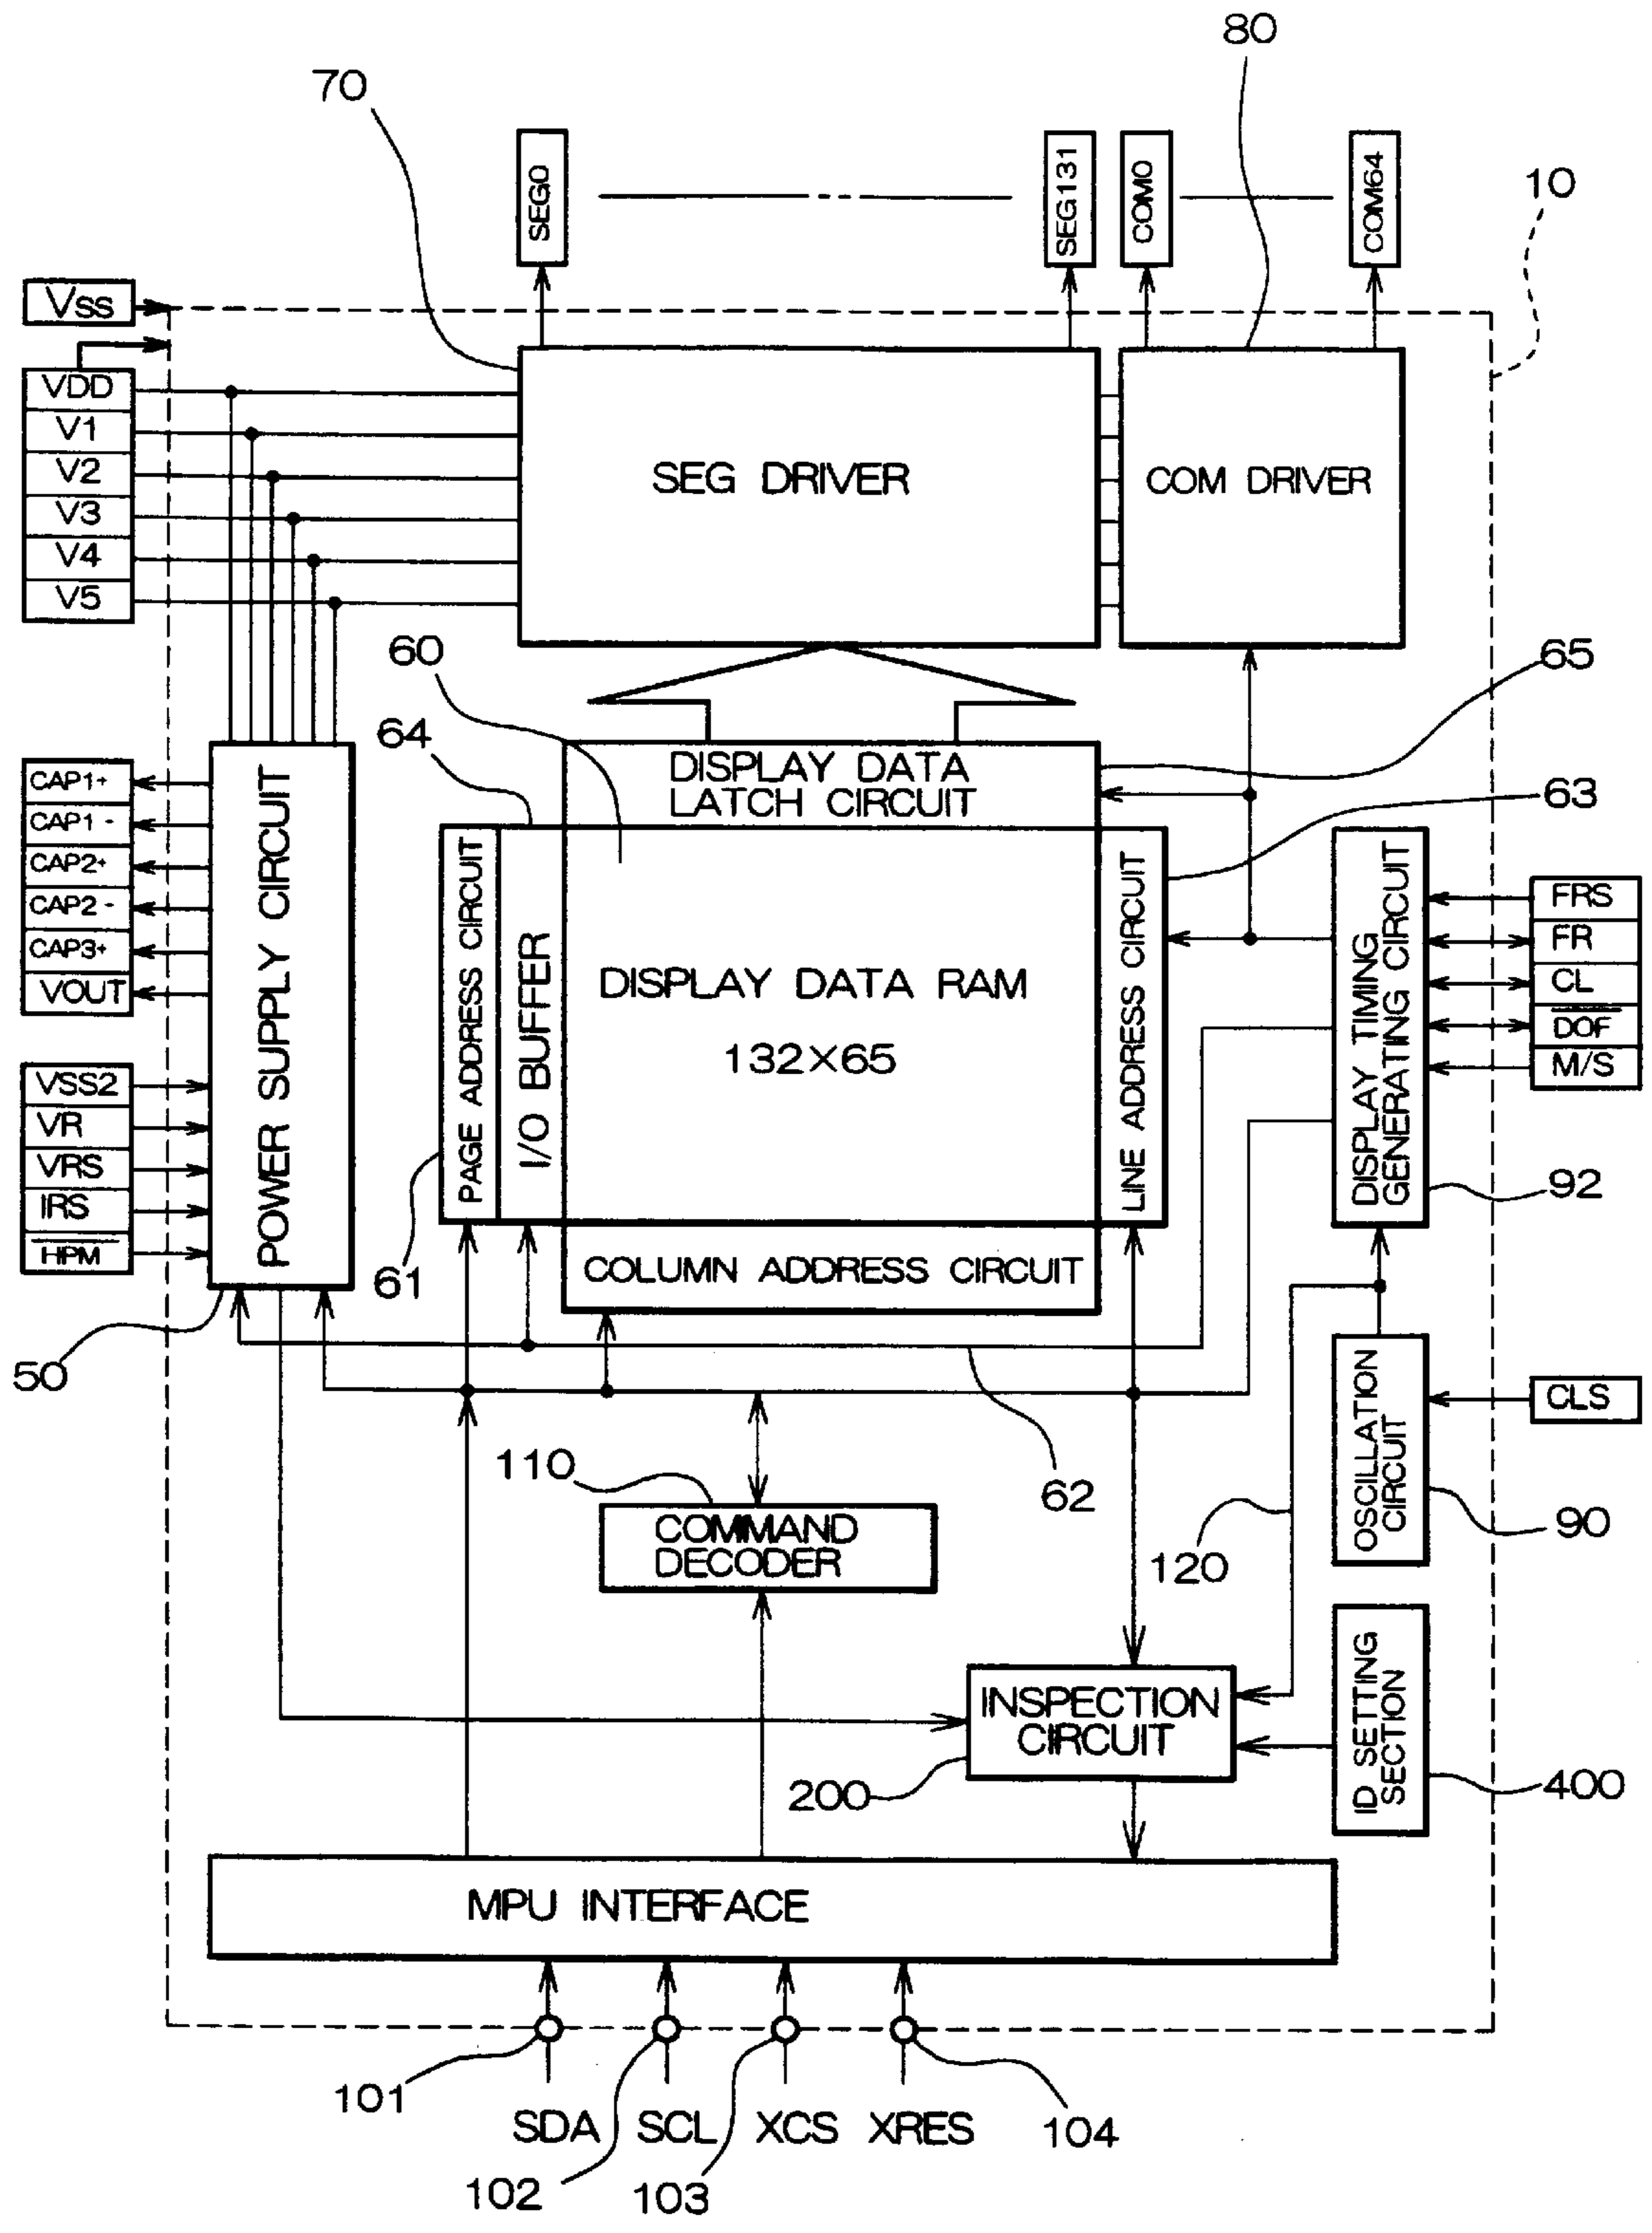 80
70
SEG0
SEG131
COM0
COM64
10
VSS
VDD
V1
V2
V3
V4
V5
SEG DRIVER
COM DRIVER
60
65
64
DISPLAY DATA
LATCH CIRCUIT
63
CAP1+
CAP1-
CAP2+
CAP2-
CAP3+
VOUT
POWER SUPPLY CIRCUIT
PAGE ADDRESS CIRCUIT
I/O BUFFER
DISPLAY DATA RAM
132×65
LINE ADDRESS CIRCUIT
DISPLAY TIMING
GENERATING CIRCUIT
FRS
FR
CL
DOF
M/S
VSS2
VR
VRS
IRS
HPM
92
61
COLUMN ADDRESS CIRCUIT
50
OSCILLATION
CIRCUIT
CLS
110
62
90
COMMAND
DECODER
120
INSPECTION
CIRCUIT
ID SETTING
SECTION
200
400
MPU INTERFACE
101
SDA
SCL
XCS
XRES
104
102
103